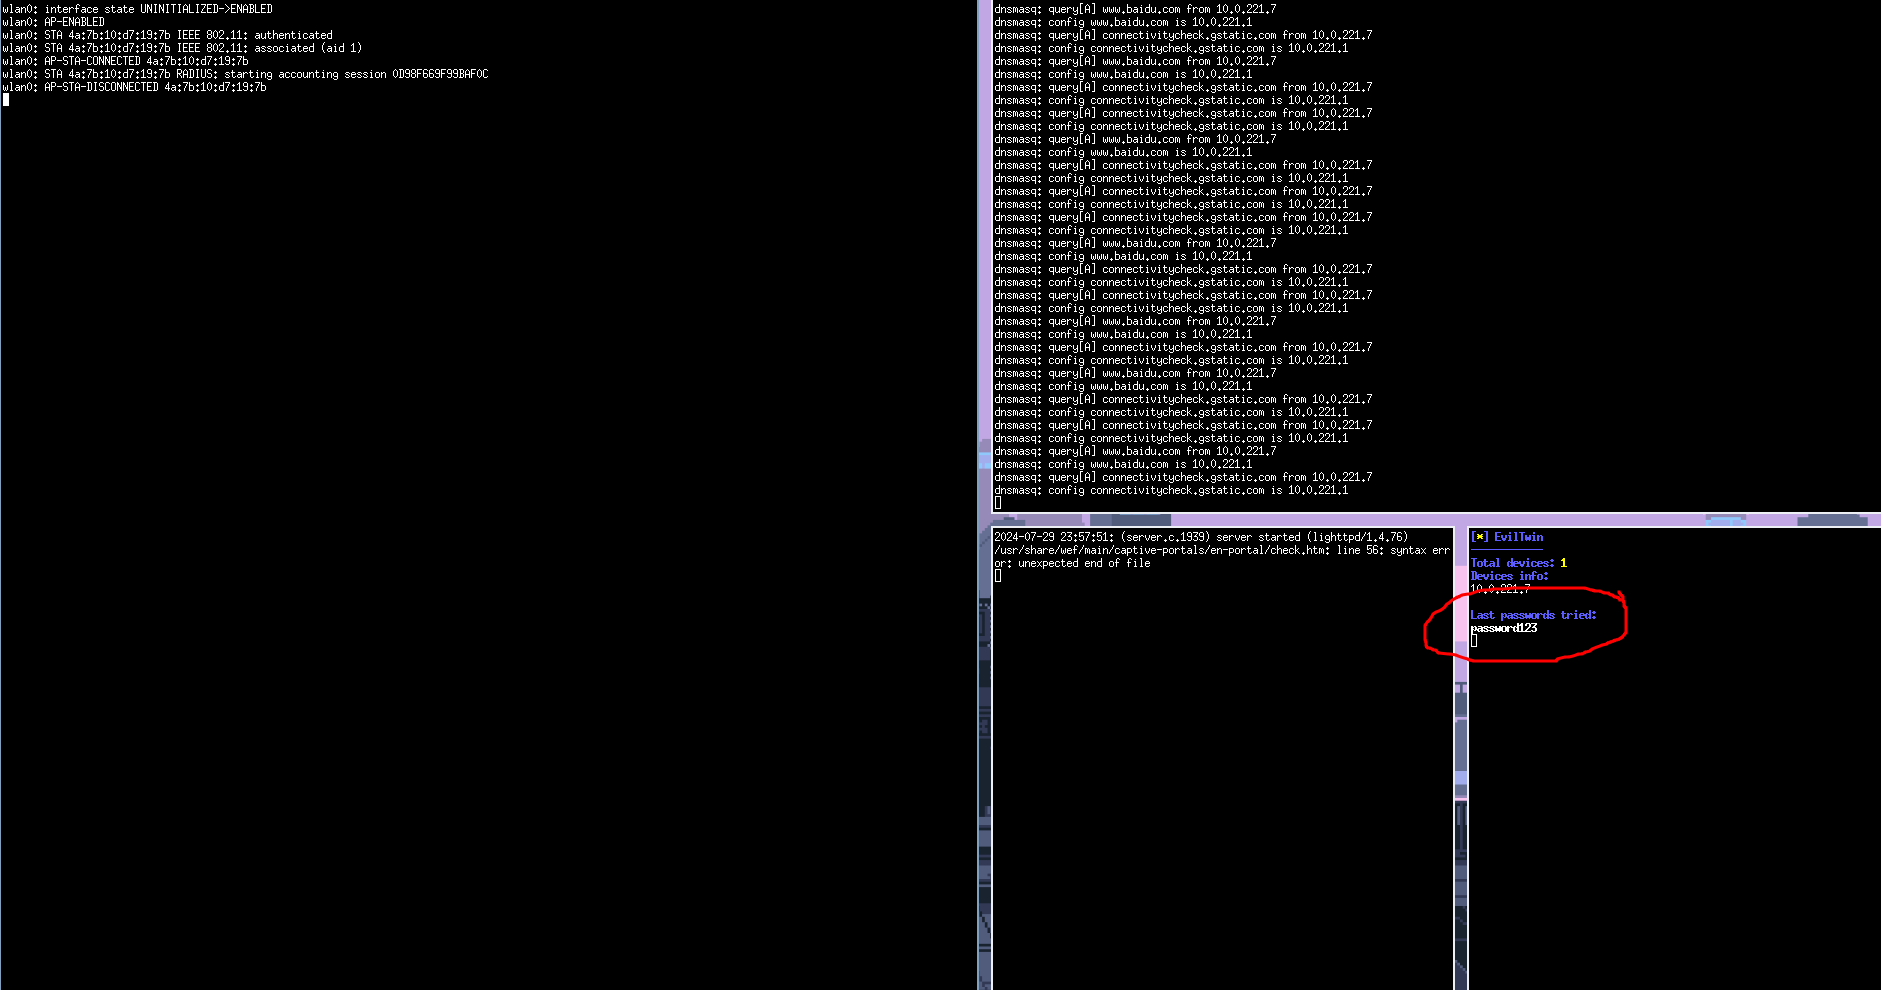 wlan0: interface state UNINITIALIZED->ENABLED
wlan0: AP-ENABLED
wlan0: STA 4a:7b:10:d7:19:7b IEEE 802.11: authenticated
wlan0: STA 4a:7b:10:d7:19:7b IEEE 802.11: associated (aid 1)
wlan0: AP-STA-CONNECTED 4a:7b:10:d7:19:7b
wlan0: STA 4a:7b:10:d7:19:7b RADIUS: starting accounting session 0D98F669F99BAF0C
wlan0: AP-STA-DISCONNECTED 4a:7b:10:d7:19:7b
dnsmasq: query[A] www.baidu.com from 10.0.221.7
dnsmasq: config www.baidu.com is 10.0.221.1
dnsmasq: query[A] connectivitycheck.gstatic.com from 10.0.221.7
dnsmasq: config connectivitycheck.gstatic.com is 10.0.221.1
dnsmasq: query[A] www.baidu.com from 10.0.221.7
dnsmasq: config www.baidu.com is 10.0.221.1
dnsmasq: query[A] connectivitycheck.gstatic.com from 10.0.221.7
dnsmasq: config connectivitycheck.gstatic.com is 10.0.221.1
dnsmasq: query[A] connectivitycheck.gstatic.com from 10.0.221.7
dnsmasq: config connectivitycheck.gstatic.com is 10.0.221.1
dnsmasq: query[A] www.baidu.com from 10.0.221.7
dnsmasq: config www.baidu.com is 10.0.221.1
dnsmasq: query[A] connectivitycheck.gstatic.com from 10.0.221.7
dnsmasq: config connectivitycheck.gstatic.com is 10.0.221.1
dnsmasq: query[A] connectivitycheck.gstatic.com from 10.0.221.7
dnsmasq: config connectivitycheck.gstatic.com is 10.0.221.1
dnsmasq: query[A] connectivitycheck.gstatic.com from 10.0.221.7
dnsmasq: config connectivitycheck.gstatic.com is 10.0.221.1
dnsmasq: query[A] www.baidu.com from 10.0.221.7
dnsmasq: config www.baidu.com is 10.0.221.1
dnsmasq: query[A] connectivitycheck.gstatic.com from 10.0.221.7
dnsmasq: config connectivitycheck.gstatic.com is 10.0.221.1
dnsmasq: query[A] connectivitycheck.gstatic.com from 10.0.221.7
dnsmasq: config connectivitycheck.gstatic.com is 10.0.221.1
dnsmasq: query[A] www.baidu.com from 10.0.221.7
dnsmasq: config www.baidu.com is 10.0.221.1
dnsmasq: query[A] connectivitycheck.gstatic.com from 10.0.221.7
dnsmasq: config connectivitycheck.gstatic.com is 10.0.221.1
dnsmasq: query[A] www.baidu.com from 10.0.221.7
dnsmasq: config www.baidu.com is 10.0.221.1
dnsmasq: query[A] connectivitycheck.gstatic.com from 10.0.221.7
dnsmasq: config connectivitycheck.gstatic.com is 10.0.221.1
dnsmasq: query[A] connectivitycheck.gstatic.com from 10.0.221.7
dnsmasq: config connectivitycheck.gstatic.com is 10.0.221.1
dnsmasq: query[A] www.baidu.com from 10.0.221.7
dnsmasq: config www.baidu.com is 10.0.221.1
dnsmasq: query[A] connectivitycheck.gstatic.com from 10.0.221.7
dnsmasq: config connectivitycheck.gstatic.com is 10.0.221.1
2024-07-29 23:57:51: (server.c.1939) server started (lighttpd/1.4.76)
/usr/share/wef/main/captive-portals/en-portal/check.htm: line 56: syntax err
or: unexpected end of file
[*] EvilTwin
Total devices: 1
Devices info:
10.0.221.7
Last passwords tried:
password123